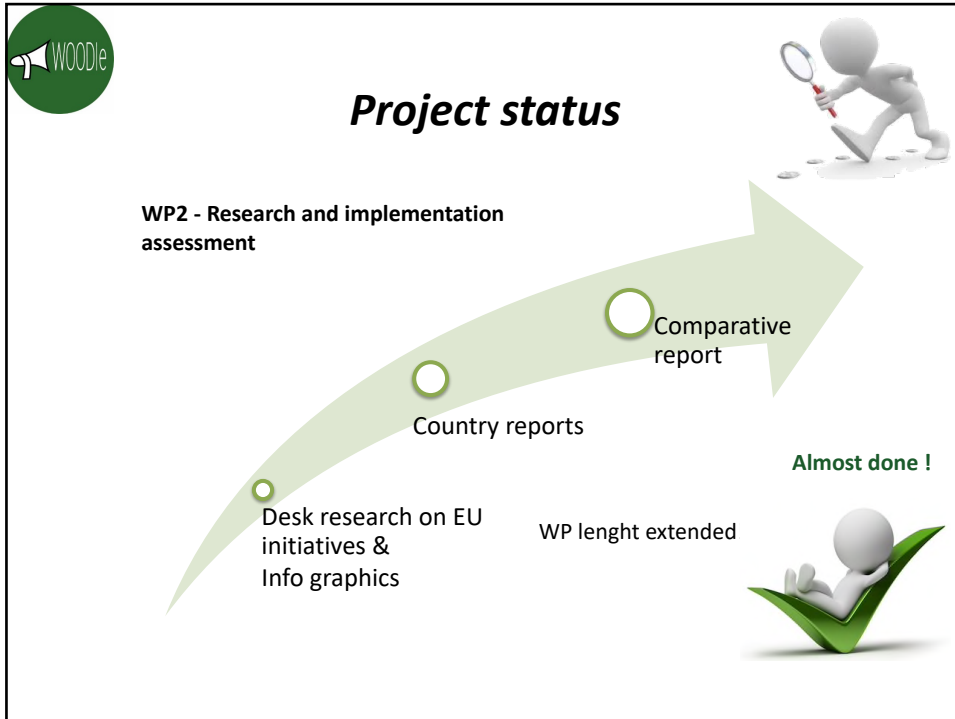 WOODIe
Project status
WP2 - Research and implementation
assessment
Comparative
report
Country reports
Almost done !
Desk research on EU
initiatives &
Info graphics
WP lenght extended